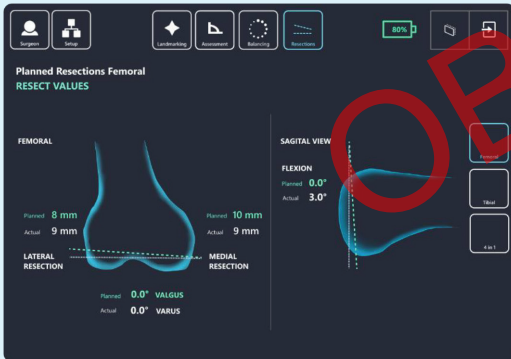 Surgeon
Setup
Landmarking
Assessment
Balancing
Resections
80%
Planned Resections Femoral
RESECT VALUES
FEMORAL
Planned 8 mm
Actual 9 mm
LATERAL
RESECTION
Planned 10 mm
Actual 9 mm
MEDIAL
RESECTION
Planned 0.0° VALGUS
Actual 0.0° VARUS
SAGITAL VIEW
FLEXION
Planned 0.0°
Actual 3.0°
Femoral
Tibial
4 in 1